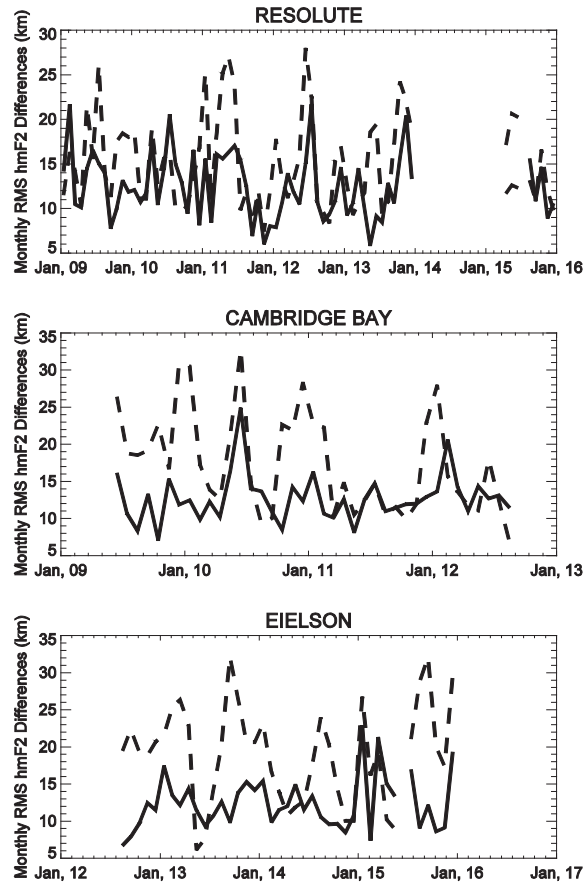 RESOLUTE
Monthly RMS hmF2 Differences (km)
30
25
20
15
10
5
Jan, 09 Jan, 10 Jan, 11 Jan, 12 Jan, 13 Jan, 14 Jan, 15 Jan, 16
CAMBRIDGE BAY
Monthly RMS hmF2 Differences (km)
35
30
25
20
15
10
5
Jan, 09 Jan, 10 Jan, 11 Jan, 12 Jan, 13
EIELSON
Monthly RMS hmF2 Differences (km)
35
30
25
20
15
10
5
Jan, 12 Jan, 13 Jan, 14 Jan, 15 Jan, 16 Jan, 17